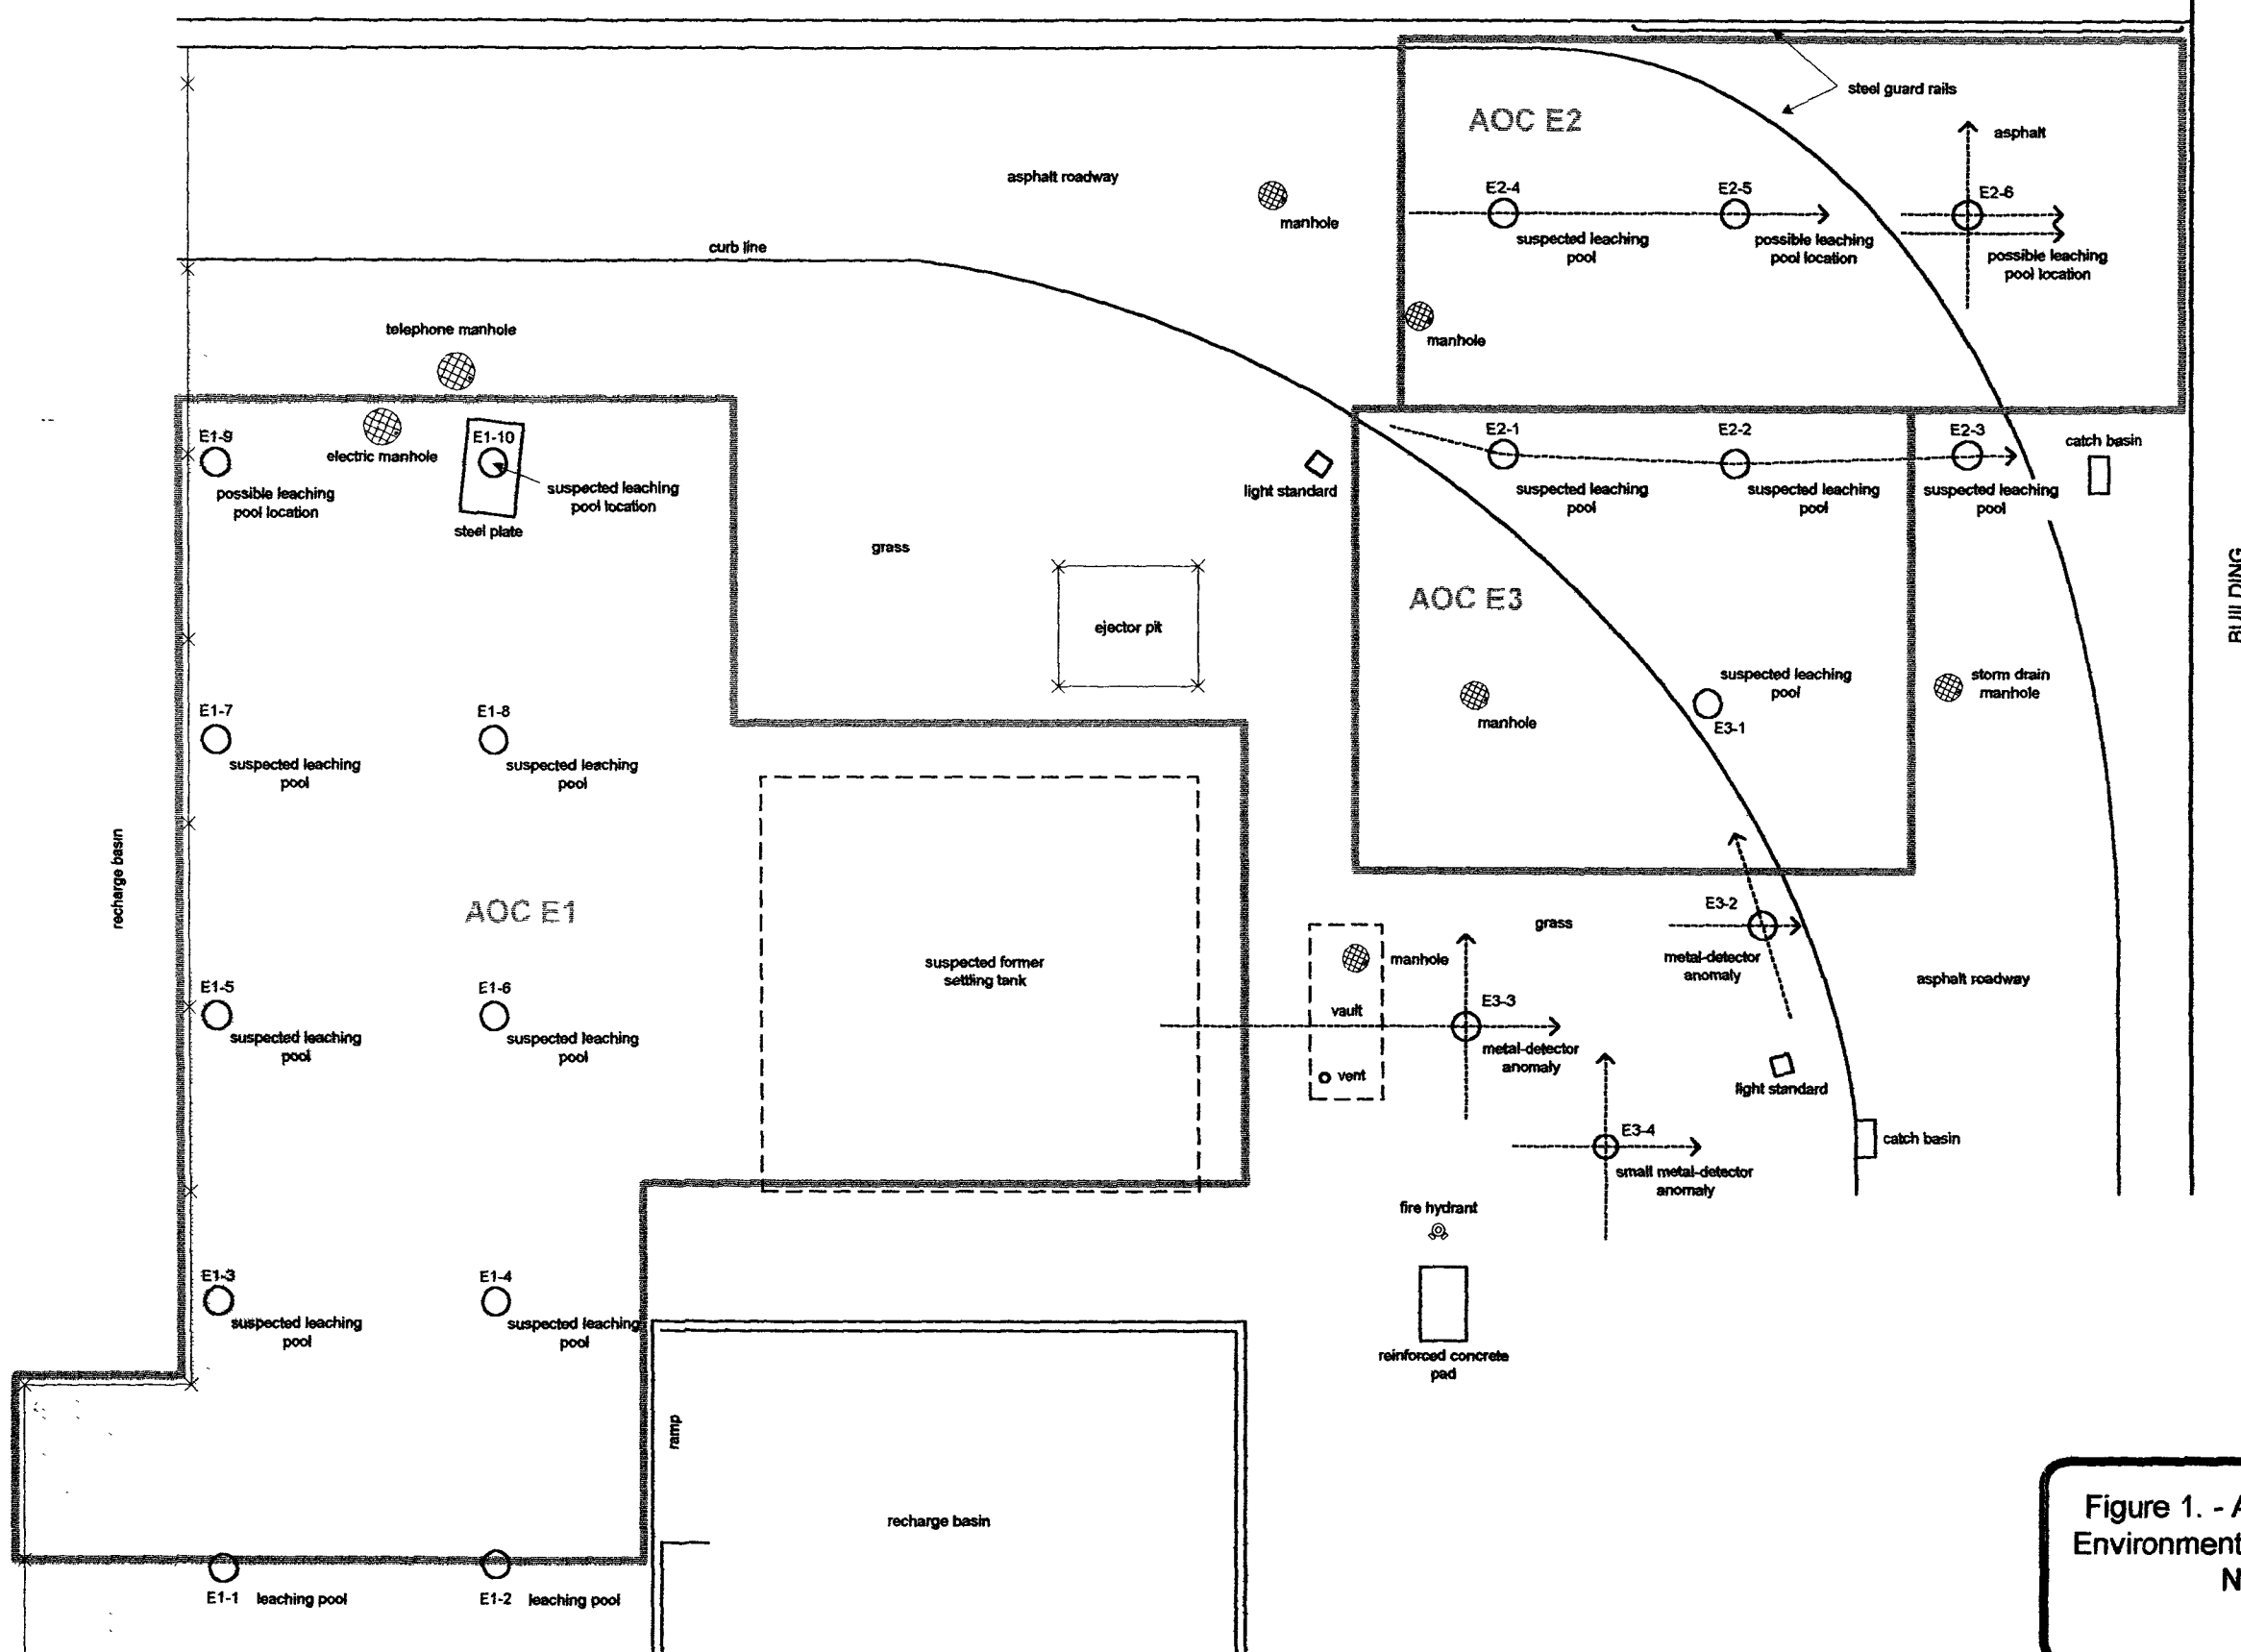 steel guard rails
AOC E2
asphalt
asphalt roadway
E2-4
E2-5
E2-6
manhole
suspected leaching
pool
possible leaching
pool location
possible leaching
pool location
curb line
telephone manhole
manhole
E1-9
electric manhole
E1-10
possible leaching
pool location
suspected leaching
pool location
steel plate
light standard
E2-1
E2-2
E2-3
catch basin
suspected leaching
pool
suspected leaching
pool
suspected leaching
pool
grass
BUILDING
AOC E3
ejector pit
suspected leaching
pool
storm drain
manhole
manhole
E3-1
E1-7
E1-8
suspected leaching
pool
suspected leaching
pool
recharge basin
AOC E1
E3-2
grass
suspected former
settling tank
manhole
metal-detector
anomaly
asphalt roadway
E1-5
E1-6
vault
E3-3
suspected leaching
pool
suspected leaching
pool
metal-detector
anomaly
vent
light standard
E3-4
catch basin
small metal-detector
anomaly
fire hydrant
E1-3
E1-4
suspected leaching
pool
suspected leaching
pool
reinforced concrete
pad
ramp
recharge basin
E1-1 leaching pool
E1-2 leaching pool
Figure 1. - A
Environment
N